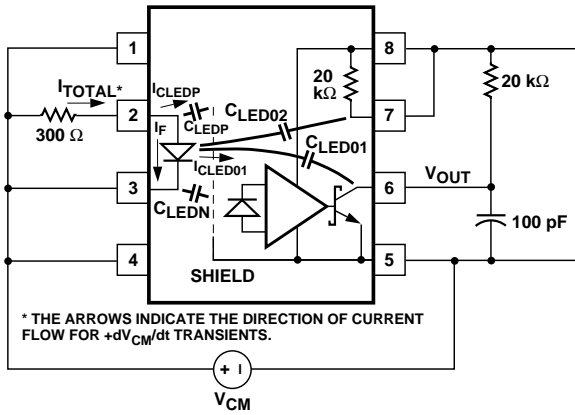 1
8
I_TOTAL*
300 Ω
2
I_CLEDP
C_LEDP
I_F
C_LED02
20
kΩ
7
20 kΩ
C_LED01
I_CLED01
3
C_LEDN
6
V_OUT
100 pF
4
SHIELD
5
* THE ARROWS INDICATE THE DIRECTION OF CURRENT
FLOW FOR +dV_CM/dt TRANSIENTS.
+ –
V_CM